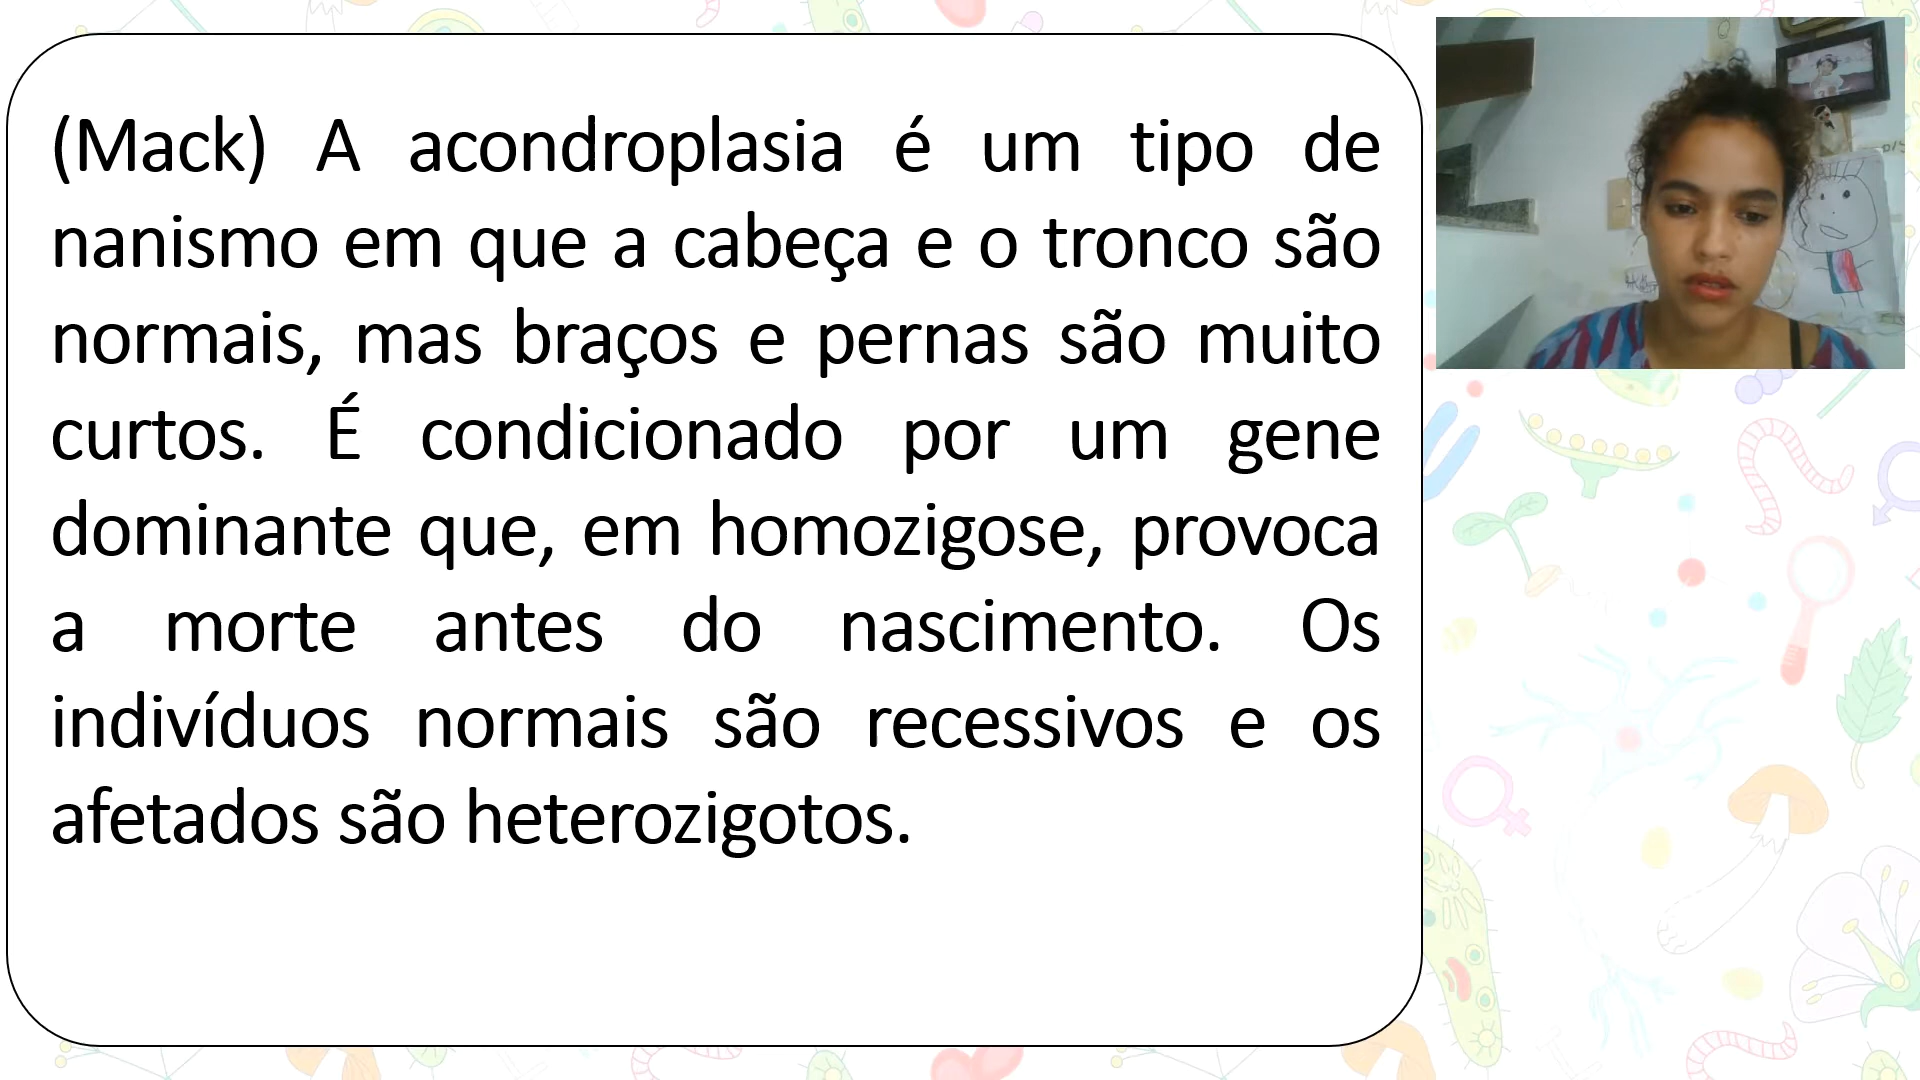 (Mack) A acondroplasia é um tipo de
nanismo em que a cabeça e o tronco são
normais, mas braços e pernas são muito
curtos. É condicionado por um gene
dominante que, em homozigose, provoca
a morte antes do nascimento. Os
indivíduos normais são recessivos e os
afetados são heterozigotos.